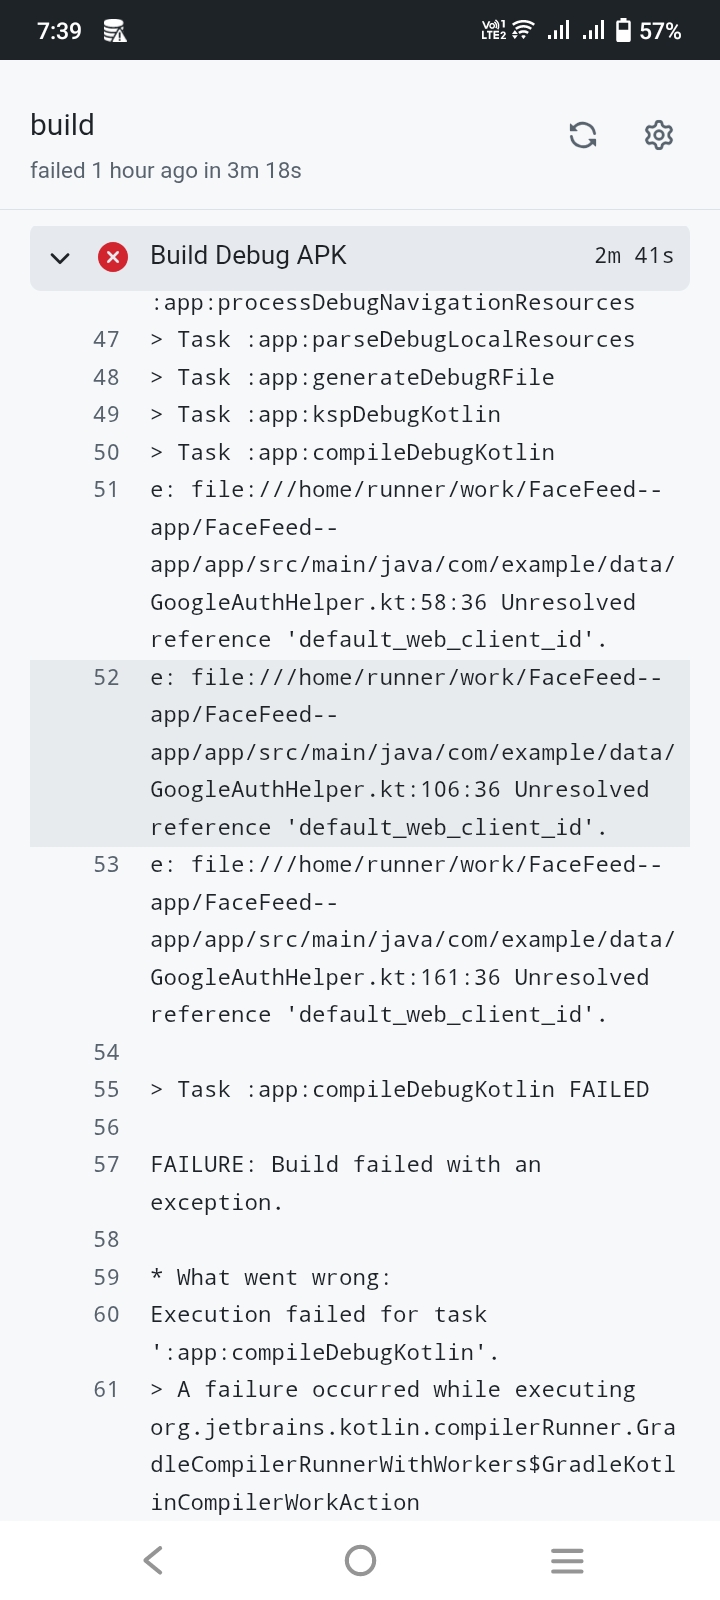 7:39
Vo)) 1
LTE2
57%
build
failed 1 hour ago in 3m 18s
Build Debug APK
2m 41s
:app:processDebugNavigationResources
47 > Task :app:parseDebugLocalResources
48 > Task :app:generateDebugRFile
49 > Task :app:kspDebugKotlin
50 > Task :app:compileDebugKotlin
51 e: file:///home/runner/work/FaceFeed--
app/FaceFeed--
app/app/src/main/java/com/example/data/
GoogleAuthHelper.kt:58:36 Unresolved
reference 'default_web_client_id'.
52 e: file:///home/runner/work/FaceFeed--
app/FaceFeed--
app/app/src/main/java/com/example/data/
GoogleAuthHelper.kt:106:36 Unresolved
reference 'default_web_client_id'.
53 e: file:///home/runner/work/FaceFeed--
app/FaceFeed--
app/app/src/main/java/com/example/data/
GoogleAuthHelper.kt:161:36 Unresolved
reference 'default_web_client_id'.
54
55 > Task :app:compileDebugKotlin FAILED
56
57 FAILURE: Build failed with an
exception.
58
59 * What went wrong:
60 Execution failed for task
':app:compileDebugKotlin'.
61 > A failure occurred while executing
org.jetbrains.kotlin.compilerRunner.Gra
dleCompilerRunnerWithWorkers$GradleKotl
inCompilerWorkAction